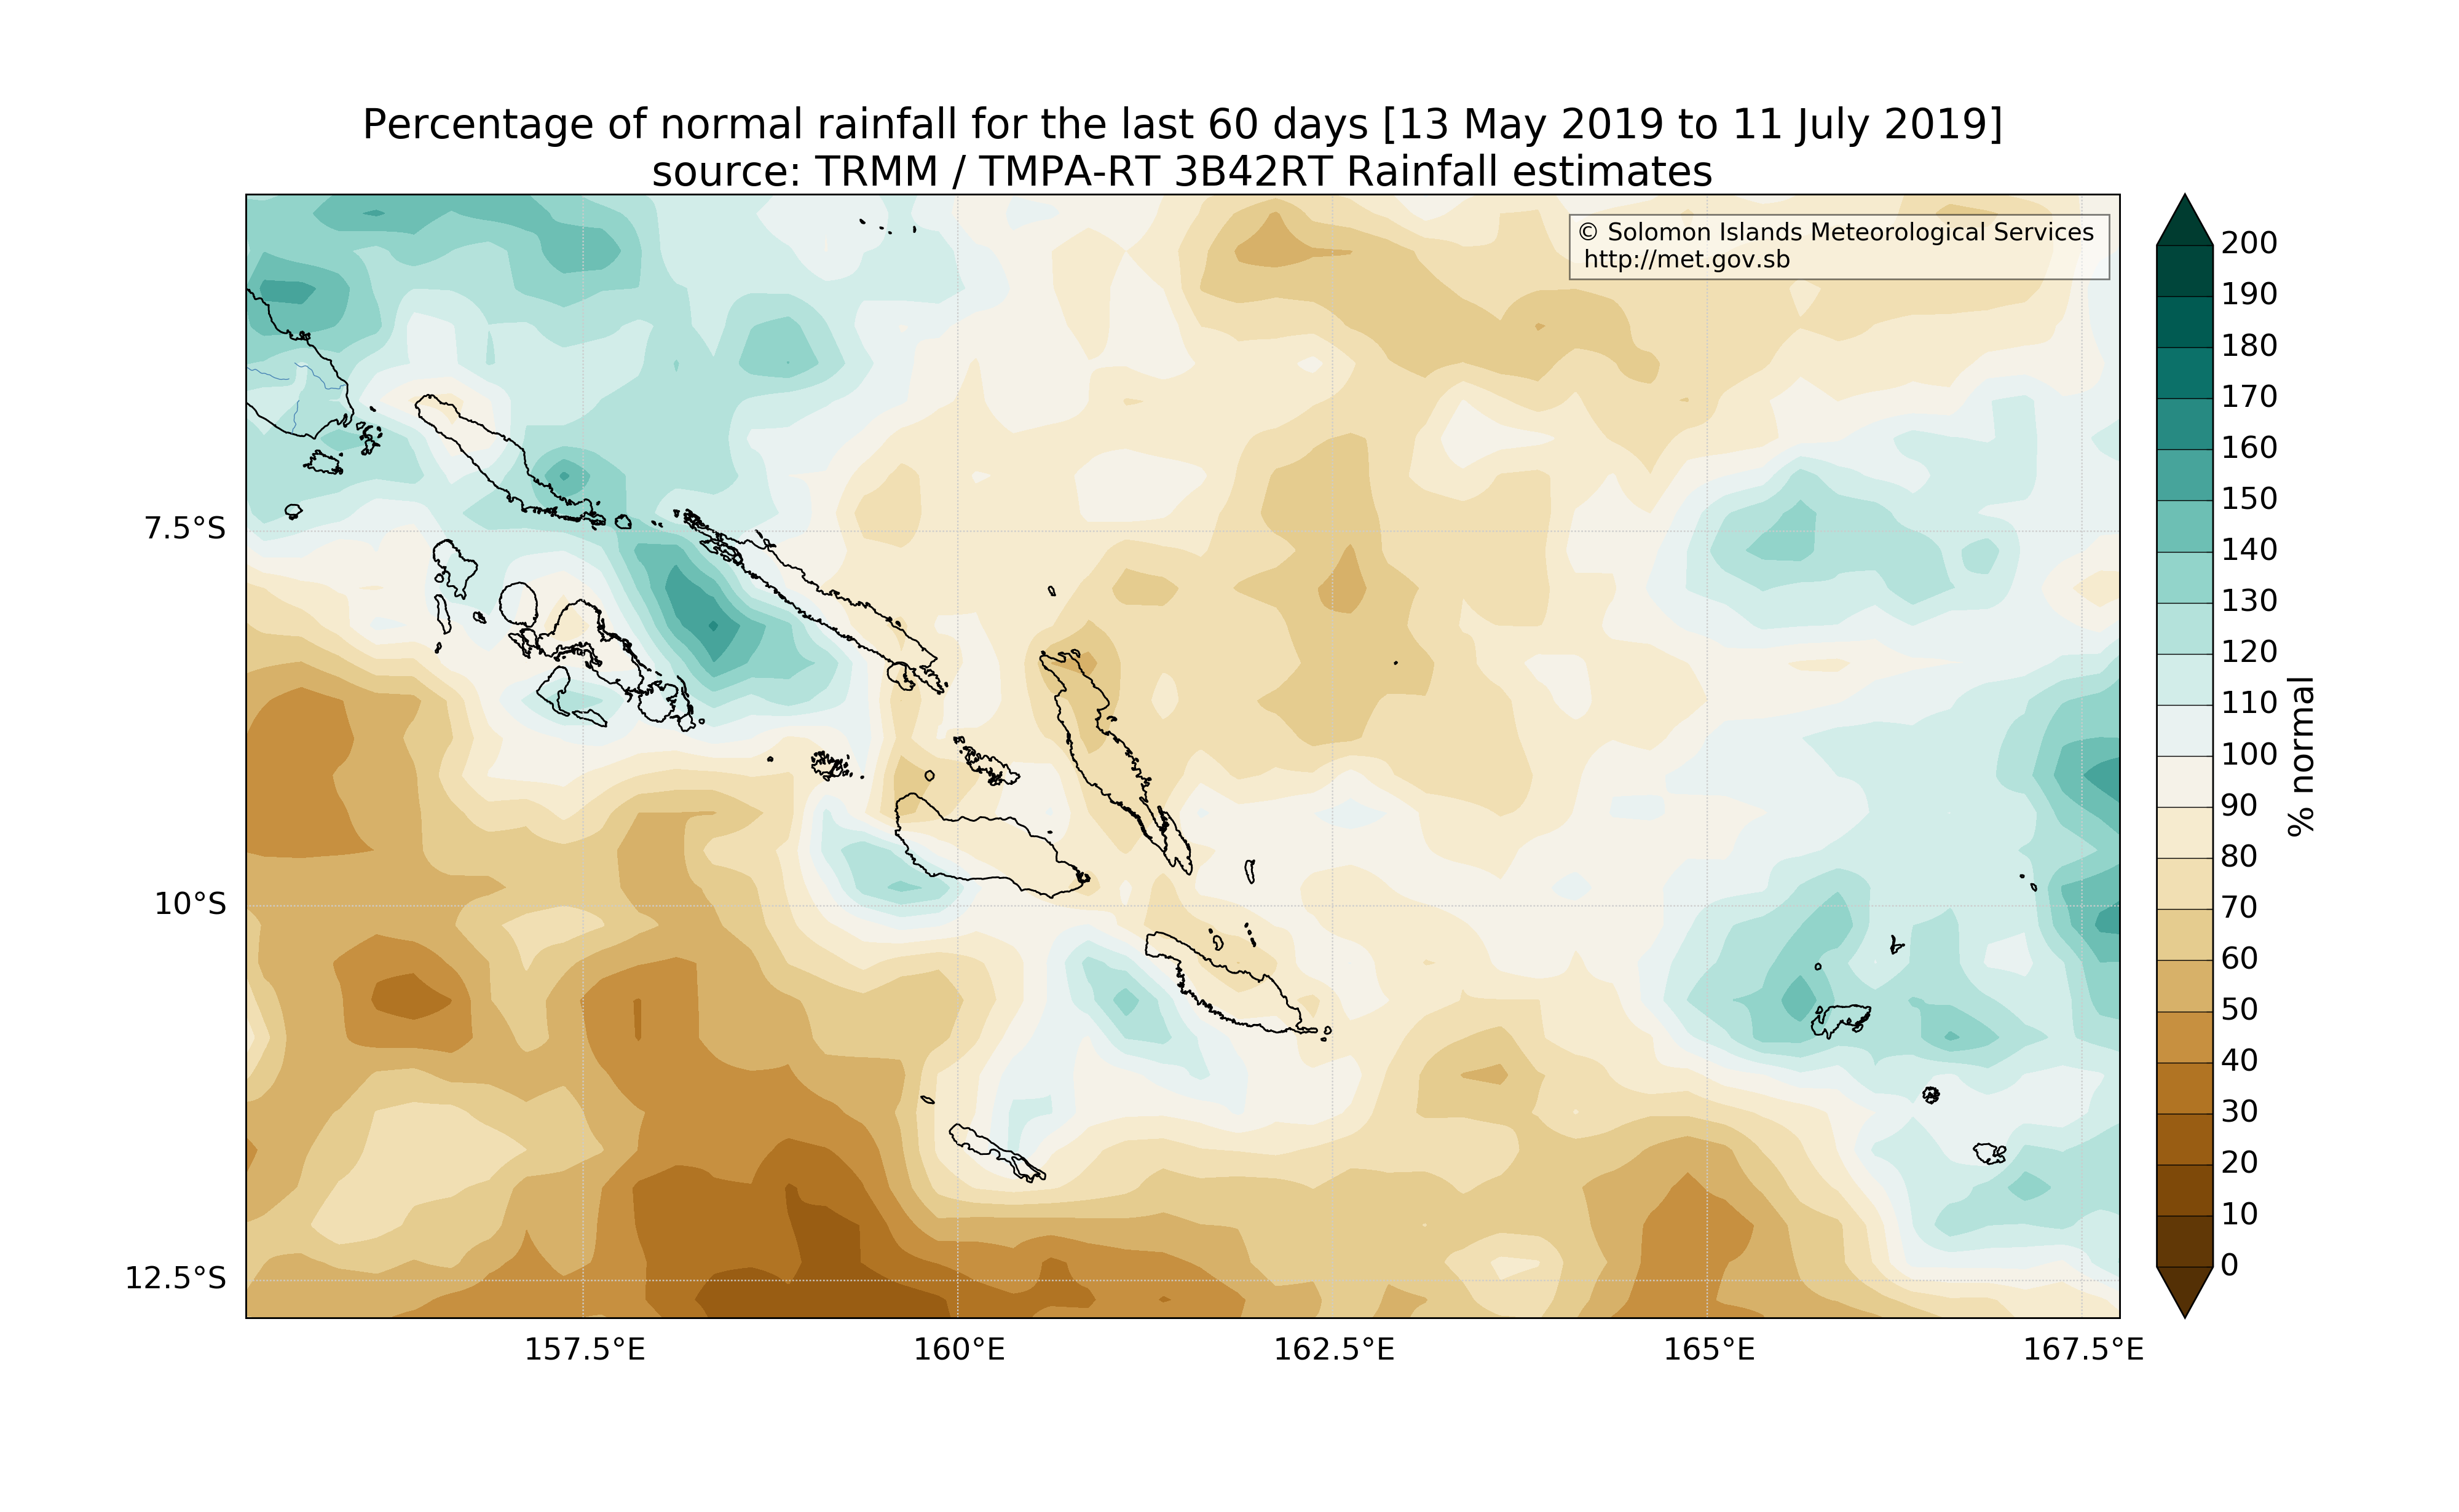 Percentage of normal rainfall for the last 60 days [13 May 2019 to 11 July 2019]
source: TRMM / TMPA-RT 3B42RT Rainfall estimates
© Solomon Islands Meteorological Services
http://met.gov.sb
7.5°S
10°S
12.5°S
157.5°E
160°E
162.5°E
165°E
167.5°E
200
190
180
170
160
150
140
130
120
110
100
90
80
70
60
50
40
30
20
10
0
% normal